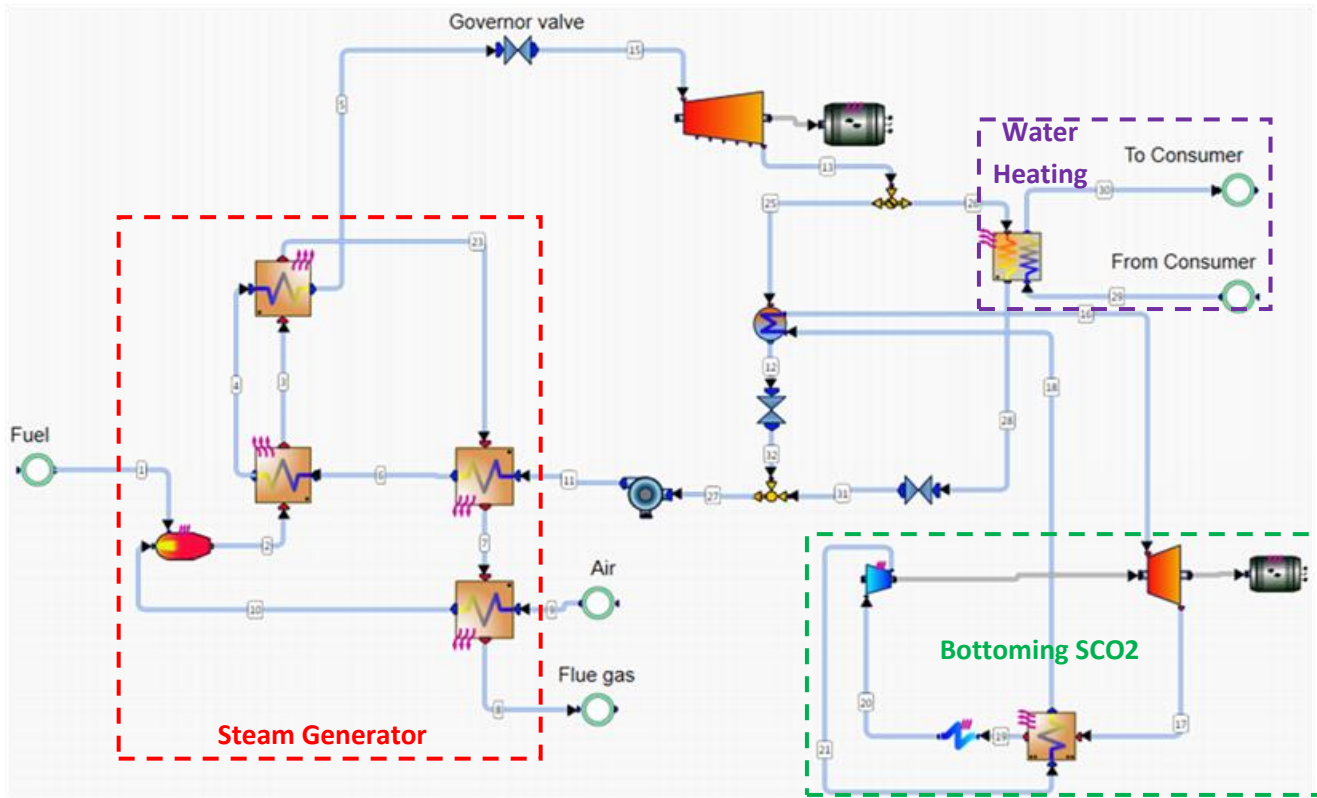 Governor valve
15
5
Water
Heating
To Consumer
13
30
25
26
23
From Consumer
29
16
4
3
12
18
28
Fuel
1
6
11
32
27
31
2
7
Air
10
9
Bottoming SCO2
Flue gas
8
20
17
Steam Generator
19
21